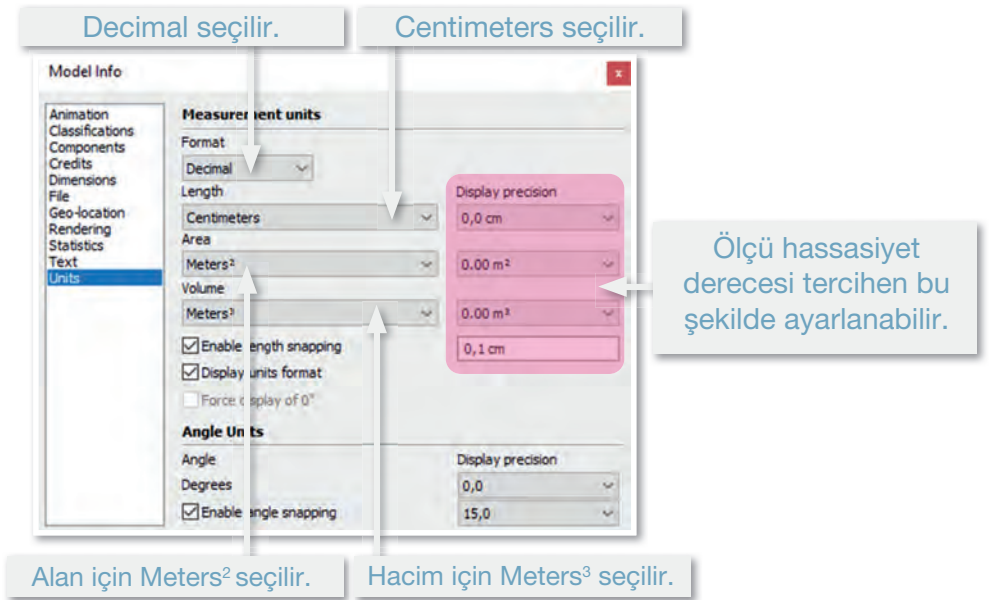 Decimal seçilir.
Centimeters seçilir.
Model Info
x
Animation
Classifications
Components
Credits
Dimensions
File
Geo-location
Rendering
Statistics
Text
Units
Measurement units
Format
Decimal
Length
Display precision
Centimeters
0,0 cm
Area
Meters²
0.00 m²
Volume
Meters³
0.00 m³
Enable length snapping
0,1 cm
Display units format
Force display of 0"
Angle Units
Angle
Display precision
Degrees
0,0
Enable angle snapping
15,0
Ölçü hassasiyet
derecesi tercihen bu
şekilde ayarlanabilir.
Alan için Meters² seçilir.
Hacim için Meters³ seçilir.